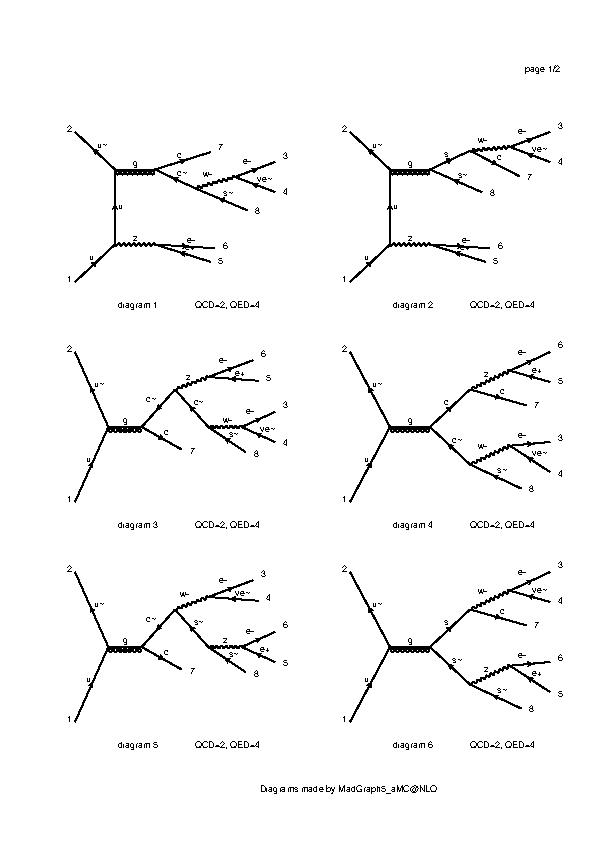 page 1/2
2
u~
g
c
7
c~
w-
e-
3
ve~
4
s~
8
u
z
e-
6
5
u
1
diagram 1 QCD=2, QED=4
2
u~
g
s
w-
e-
3
ve~
4
c
7
s~
8
u
z
e-
6
5
u
1
diagram 2 QCD=2, QED=4
2
u~
g
c~
z
e-
6
e+
5
c~
w-
e-
3
ve~
4
s~
8
c
7
u
1
diagram 3 QCD=2, QED=4
2
u~
g
c
z
e-
6
e+
5
c
7
c~
w-
e-
3
ve~
4
s~
8
u
1
diagram 4 QCD=2, QED=4
2
u~
g
c~
w-
e-
3
ve~
4
s~
z
e-
6
e+
5
s~
8
c
7
u
1
diagram 5 QCD=2, QED=4
2
u~
g
s
w-
e-
3
ve~
4
c
7
s~
z
e-
6
e+
5
s~
8
u
1
diagram 6 QCD=2, QED=4
Diagrams made by MadGraph5_aMC@NLO